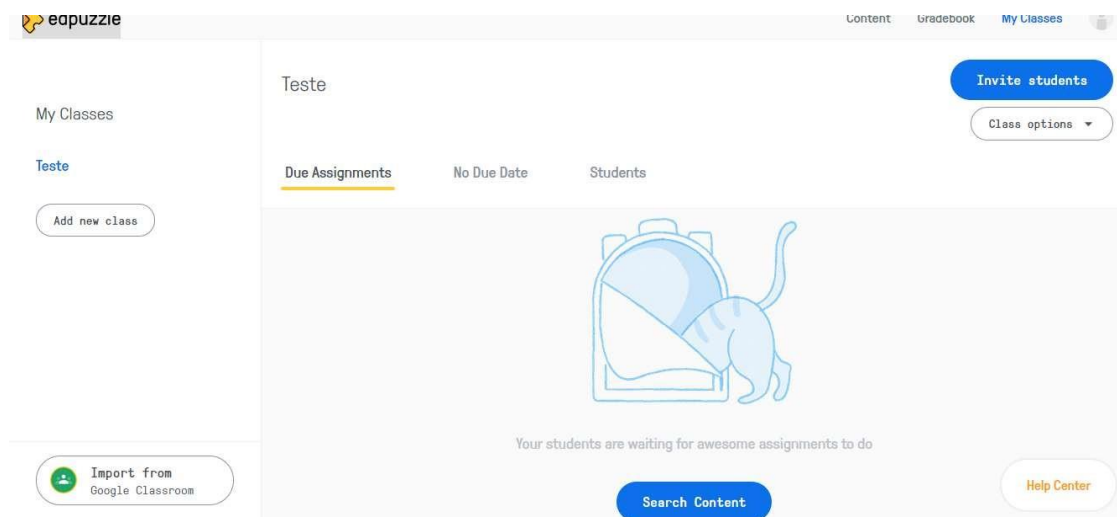 edpuzzle
Content Gradebook My Classes
Teste
Invite students
My Classes
Class options
Teste
Due Assignments No Due Date Students
Add new class
Your students are waiting for awesome assignments to do
Import from
Google Classroom
Search Content
Help Center